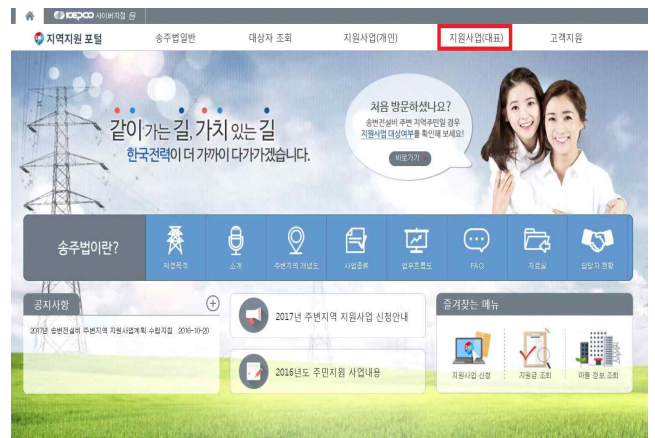 KEPCO 사이버지점
지역지원 포털 송주법일반 대상자 조회 지원사업(개인) 지원사업(대표) 고객지원
같이 가는 길, 가치 있는 길
한국전력이 더 가까이 다가가겠습니다.
처음 방문하셨나요?
송변전설비 주변 지역주민일 경우
지원사업 대상여부를 확인해 보세요!
바로가기
송주법이란?
제정목적 소개 주변지역 개념도 사업종류 업무흐름도 FAQ 자료실 담당자 현황
공지사항
2017년 송변전설비 주변지역 지원사업계획 수립지침 2016-10-20
2017년 주변지역 지원사업 신청안내
2016년도 주민지원 사업내용
즐겨찾는 메뉴
지원사업 신청 지원금 조회 마을 정보 조회